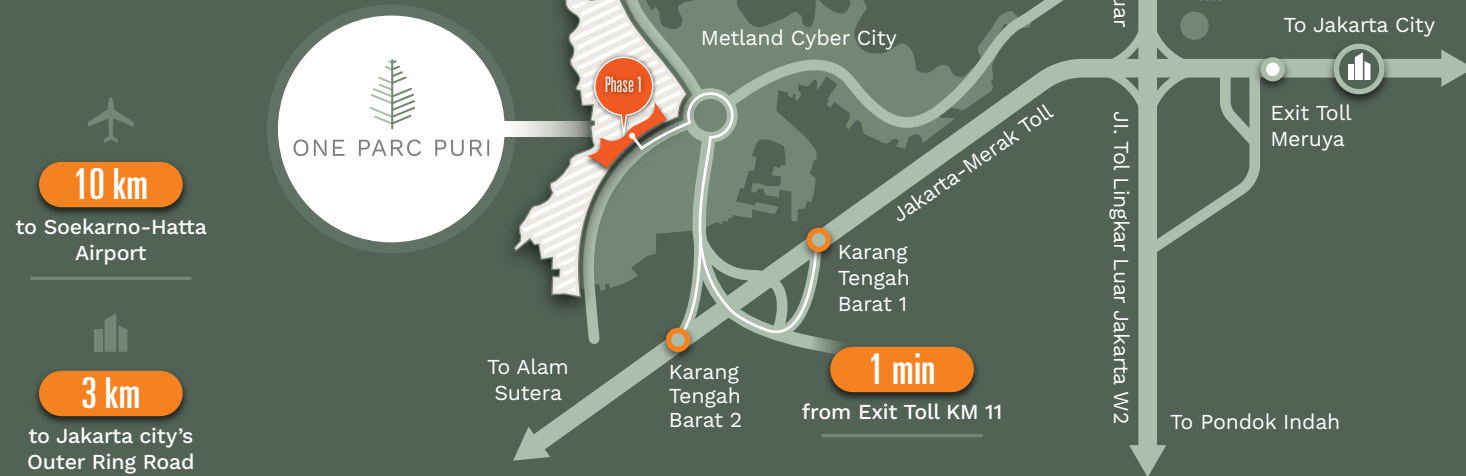 10 km
to Soekarno-Hatta
Airport
3 km
to Jakarta city's
Outer Ring Road
ONE PARC PURI
Phase 1
Metland Cyber City
Jakarta-Merak Toll
Karang
Tengah
Barat 1
Karang
Tengah
Barat 2
To Alam
Sutera
1 min
from Exit Toll KM 11
uar
Jl. Tol Lingkar Luar Jakarta W2
To Jakarta City
Exit Toll
Meruya
To Pondok Indah